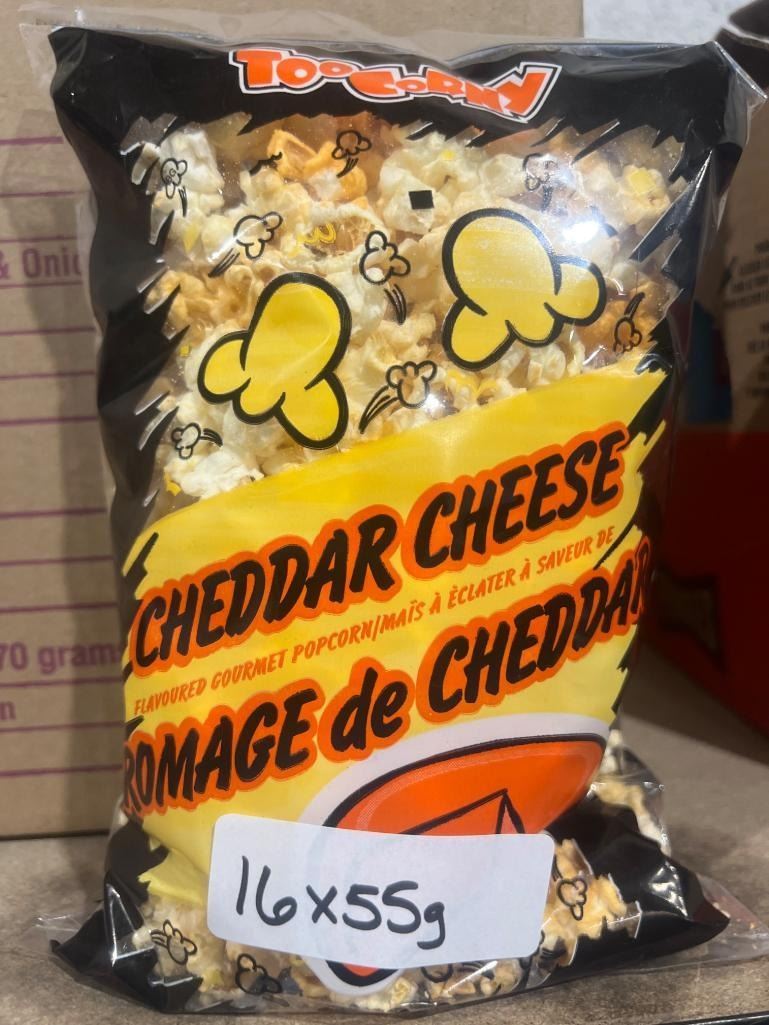 TOO CORNY
& Onio
CHEDDAR CHEESE
FLAVOURED GOURMET POPCORN/MAÏS À ÉCLATER À SAVEUR DE
ROMAGE de CHEDDAR
70 gram
n
16x55g